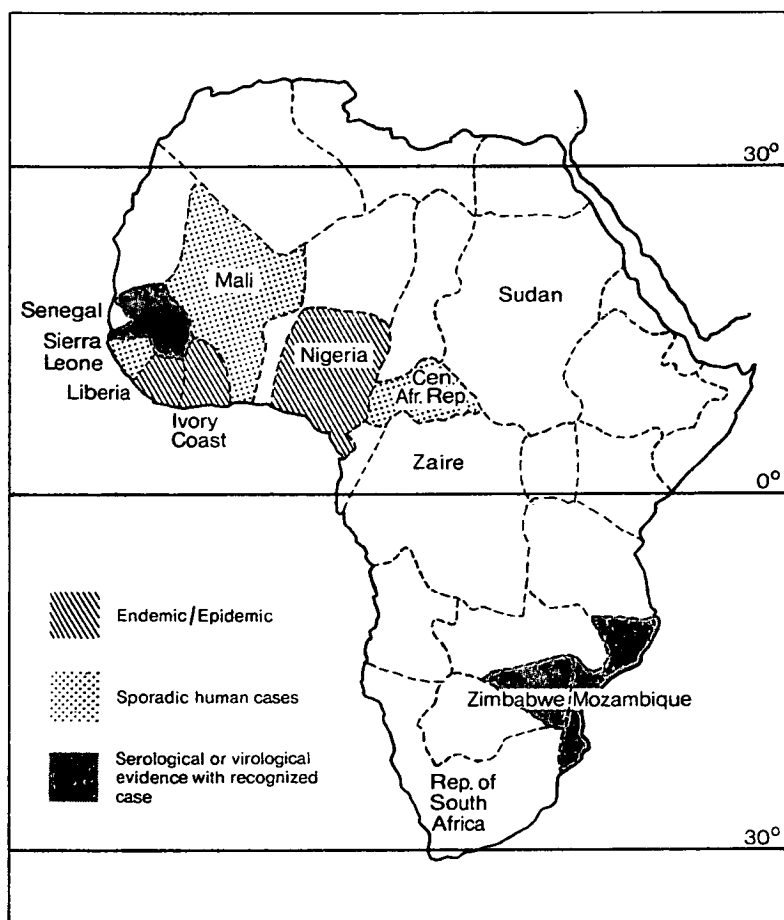 30°
Mali
Senegal
Sudan
Sierra
Leone
Nigeria
Liberia
Cen.
Afr. Rep.
Ivory
Coast
Zaire
0°
Endemic/Epidemic
Sporadic human cases
Zimbabwe Mozambique
Serological or virological
evidence with recognized
case
Rep. of
South
Africa
30°